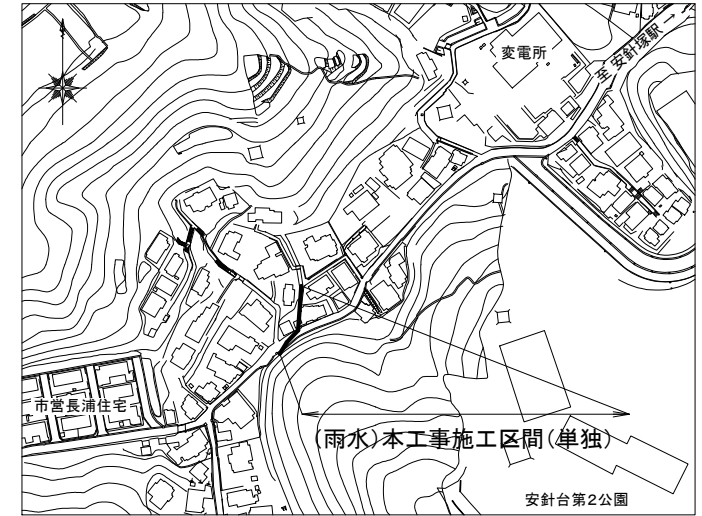 変電所
至 安針塚駅 →
市営長浦住宅
(雨水)本工事施工区間(単独)
安針台第2公園